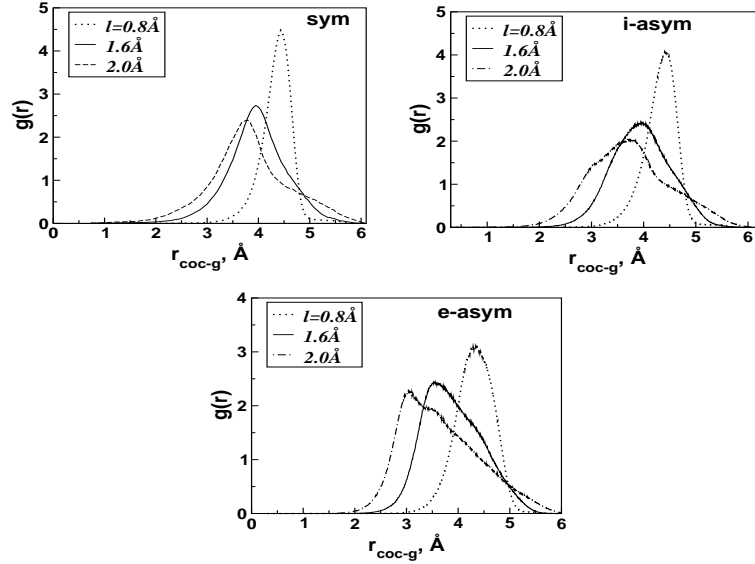 sym
l=0.8Å
1.6Å
2.0Å
g(r)
5
4
3
2
1
0
0 1 2 3 4 5 6
r_coc-g, Å
i-asym
l=0.8Å
1.6Å
2.0Å
g(r)
5
4
3
2
1
0
1 2 3 4 5 6
r_coc-g, Å
e-asym
l=0.8Å
1.6Å
2.0Å
g(r)
4
3
2
1
0
0 1 2 3 4 5 6
r_coc-g, Å